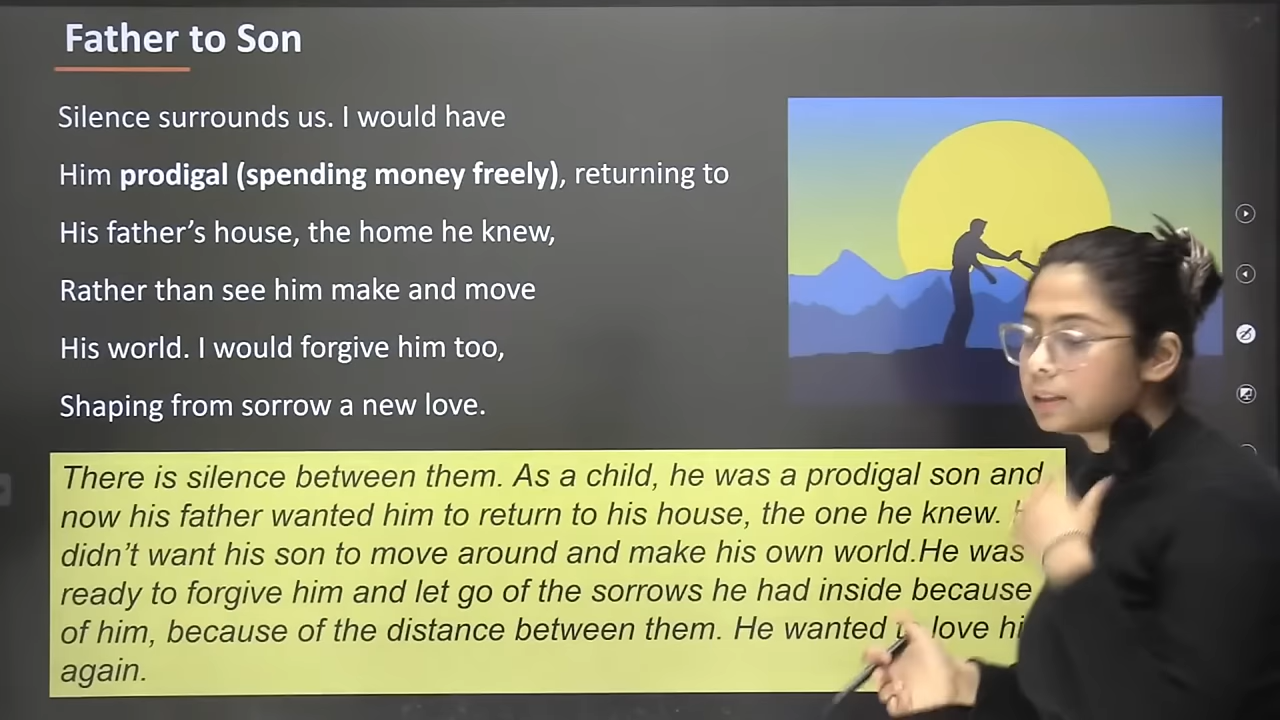 Father to Son
Silence surrounds us. I would have
Him prodigal (spending money freely), returning to
His father’s house, the home he knew,
Rather than see him make and move
His world. I would forgive him too,
Shaping from sorrow a new love.
There is silence between them. As a child, he was a prodigal son and
now his father wanted him to return to his house, the one he knew.
didn’t want his son to move around and make his own world.He was
ready to forgive him and let go of the sorrows he had inside because
of him, because of the distance between them. He wanted love
again.